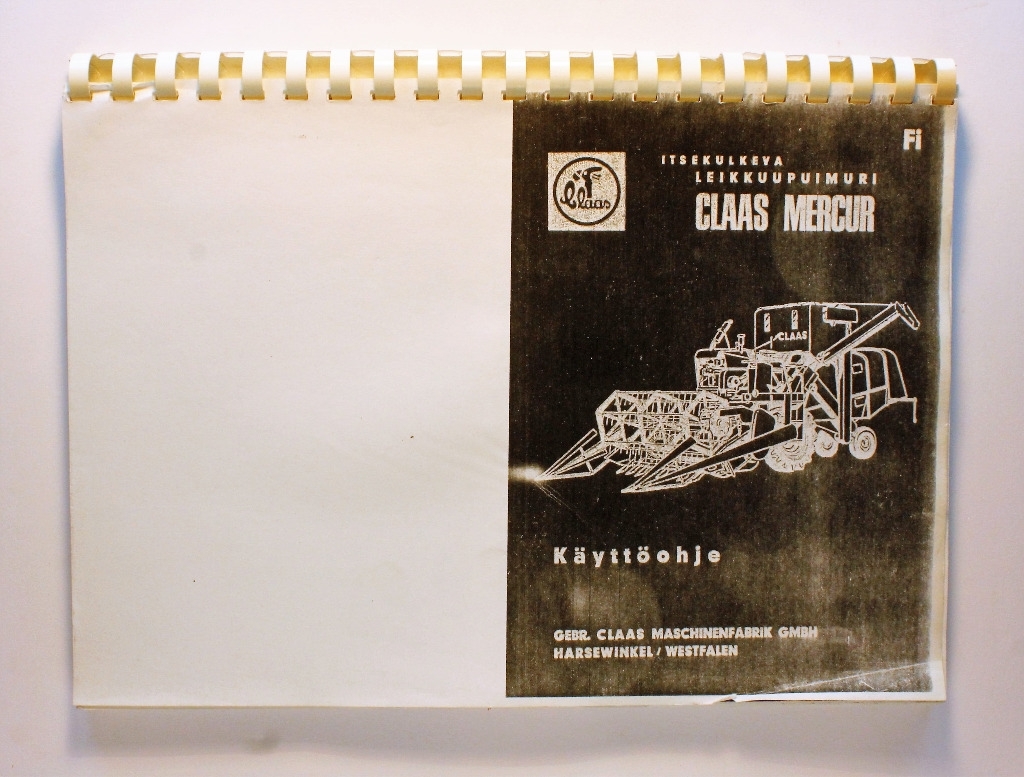 Fi
Claas
ITSEKULKEVA
LEIKKUUPUIMURI
CLAAS MERCUR
CLAAS
Käyttöohje
GEBR. CLAAS MASCHINENFABRIK GMBH
HARSEWINKEL / WESTFALEN